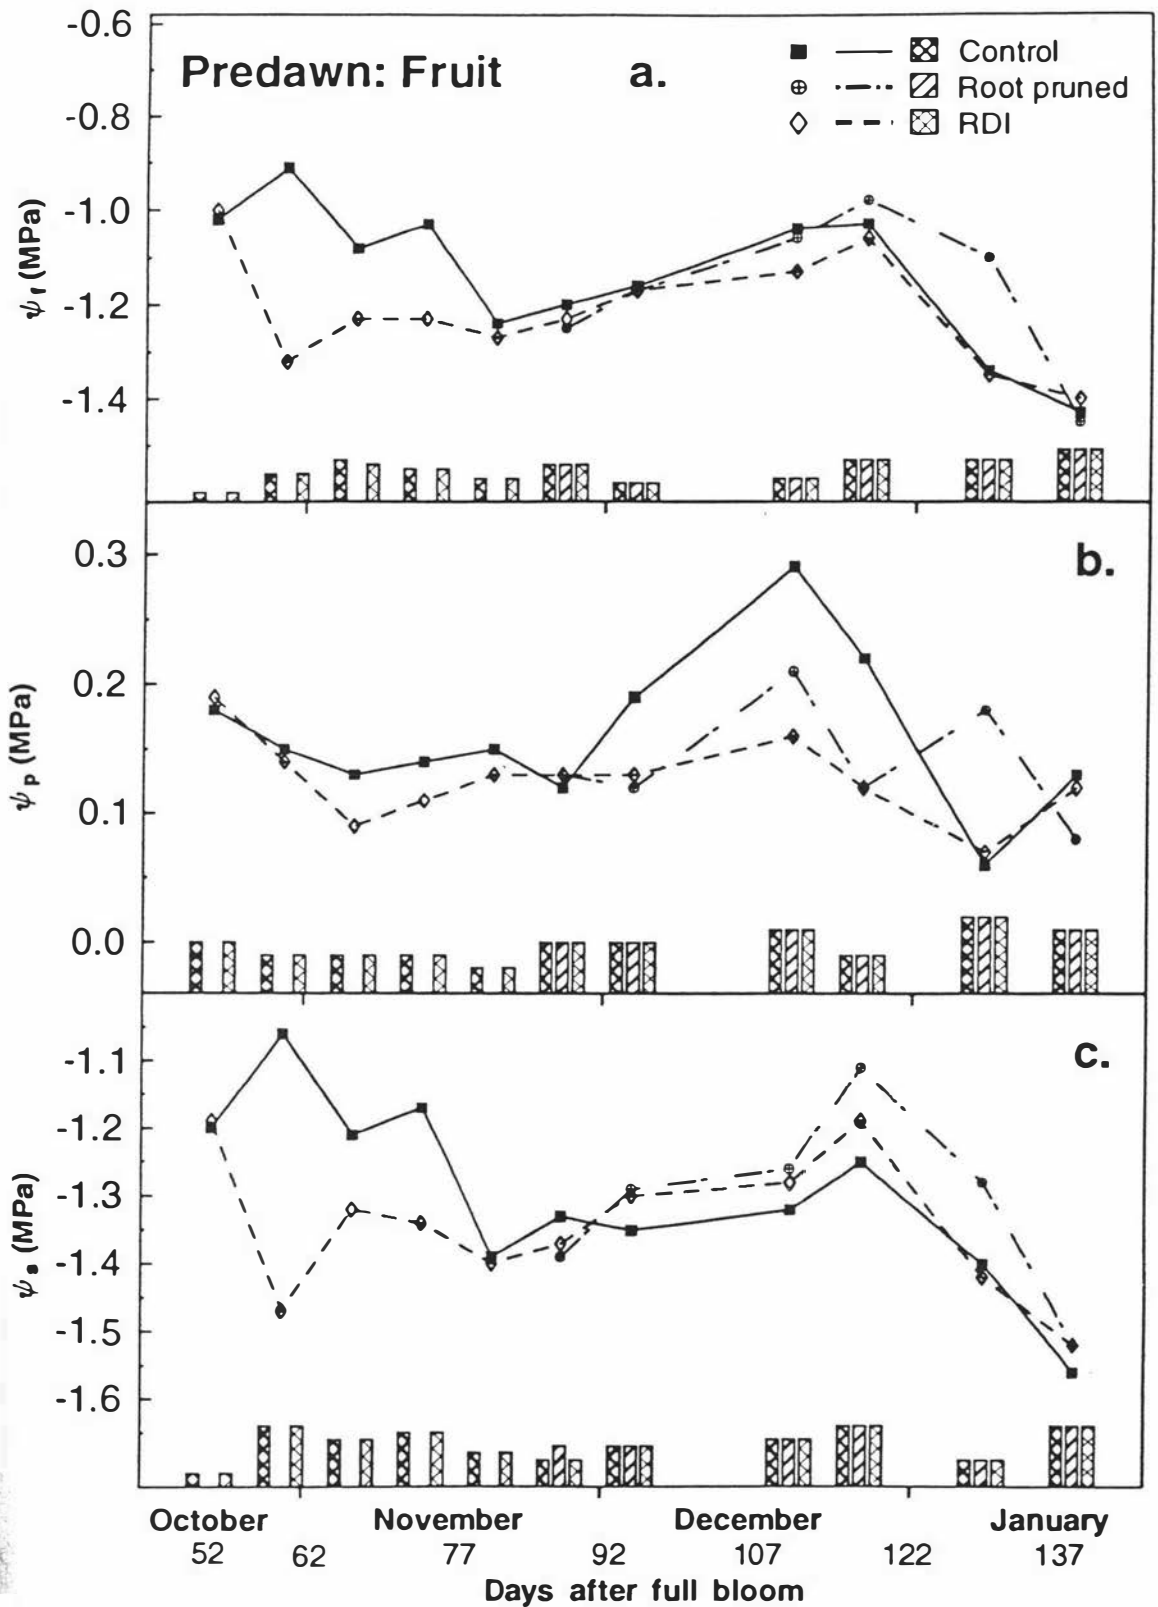 Predawn: Fruit a.
Control
Root pruned
RDI
-0.6
-0.8
-1.0
-1.2
-1.4
ψf (MPa)
b.
0.3
0.2
0.1
0.0
ψp (MPa)
c.
-1.1
-1.2
-1.3
-1.4
-1.5
-1.6
ψs (MPa)
October November December January
52 62 77 92 107 122 137
Days after full bloom